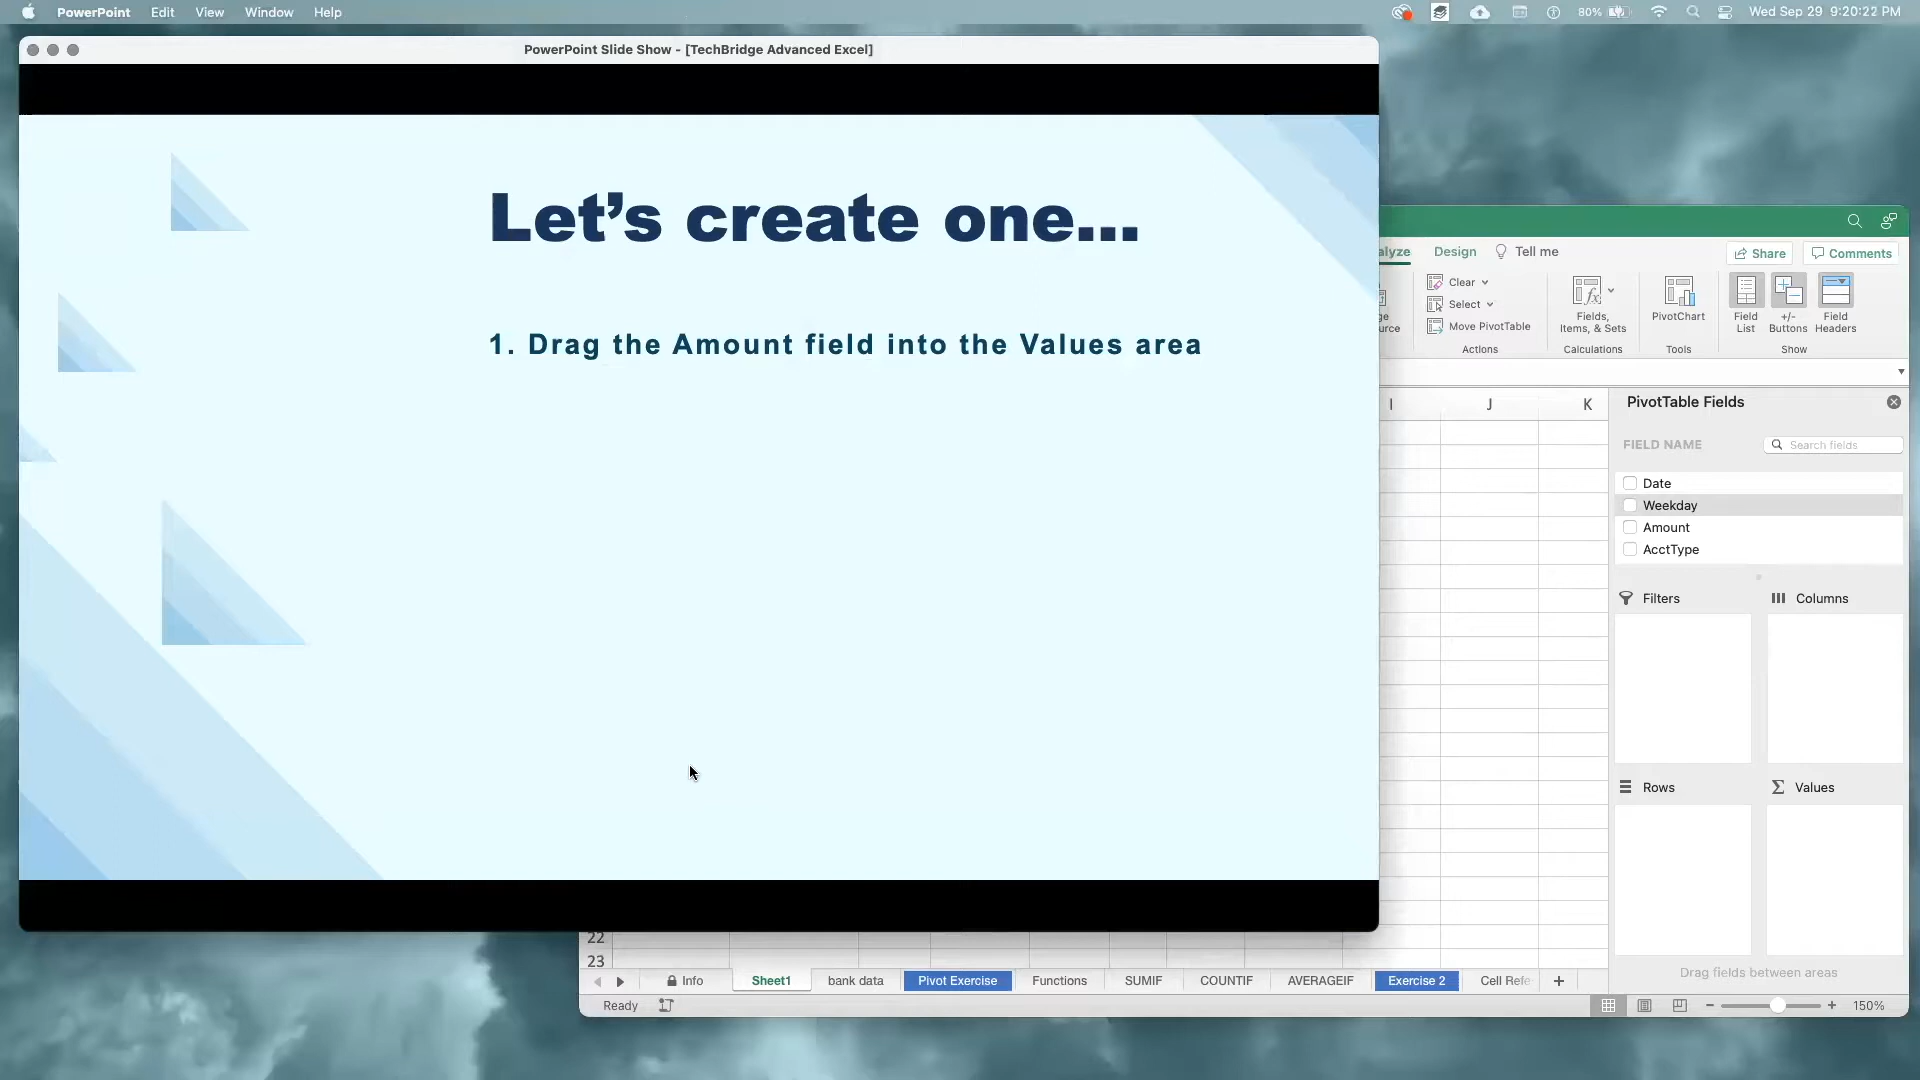 PowerPoint Edit View Window Help
80% Wed Sep 29 9:20:22 PM
PowerPoint Slide Show - [TechBridge Advanced Excel]
Let’s create one...
1. Drag the Amount field into the Values area
Design Tell me Share Comments
Clear
Select
Move PivotTable
Actions
Fields,
Items, & Sets
Calculations
PivotChart
Tools
Field
List
+/-
Buttons
Field
Headers
Show
I J K
PivotTable Fields
FIELD NAME Search fields
Date
Weekday
Amount
AcctType
Filters Columns
Rows Values
Drag fields between areas
22
23
Info Sheet1 bank data Pivot Exercise Functions SUMIF COUNTIF AVERAGEIF Exercise 2 Cell Refe
Ready 150%